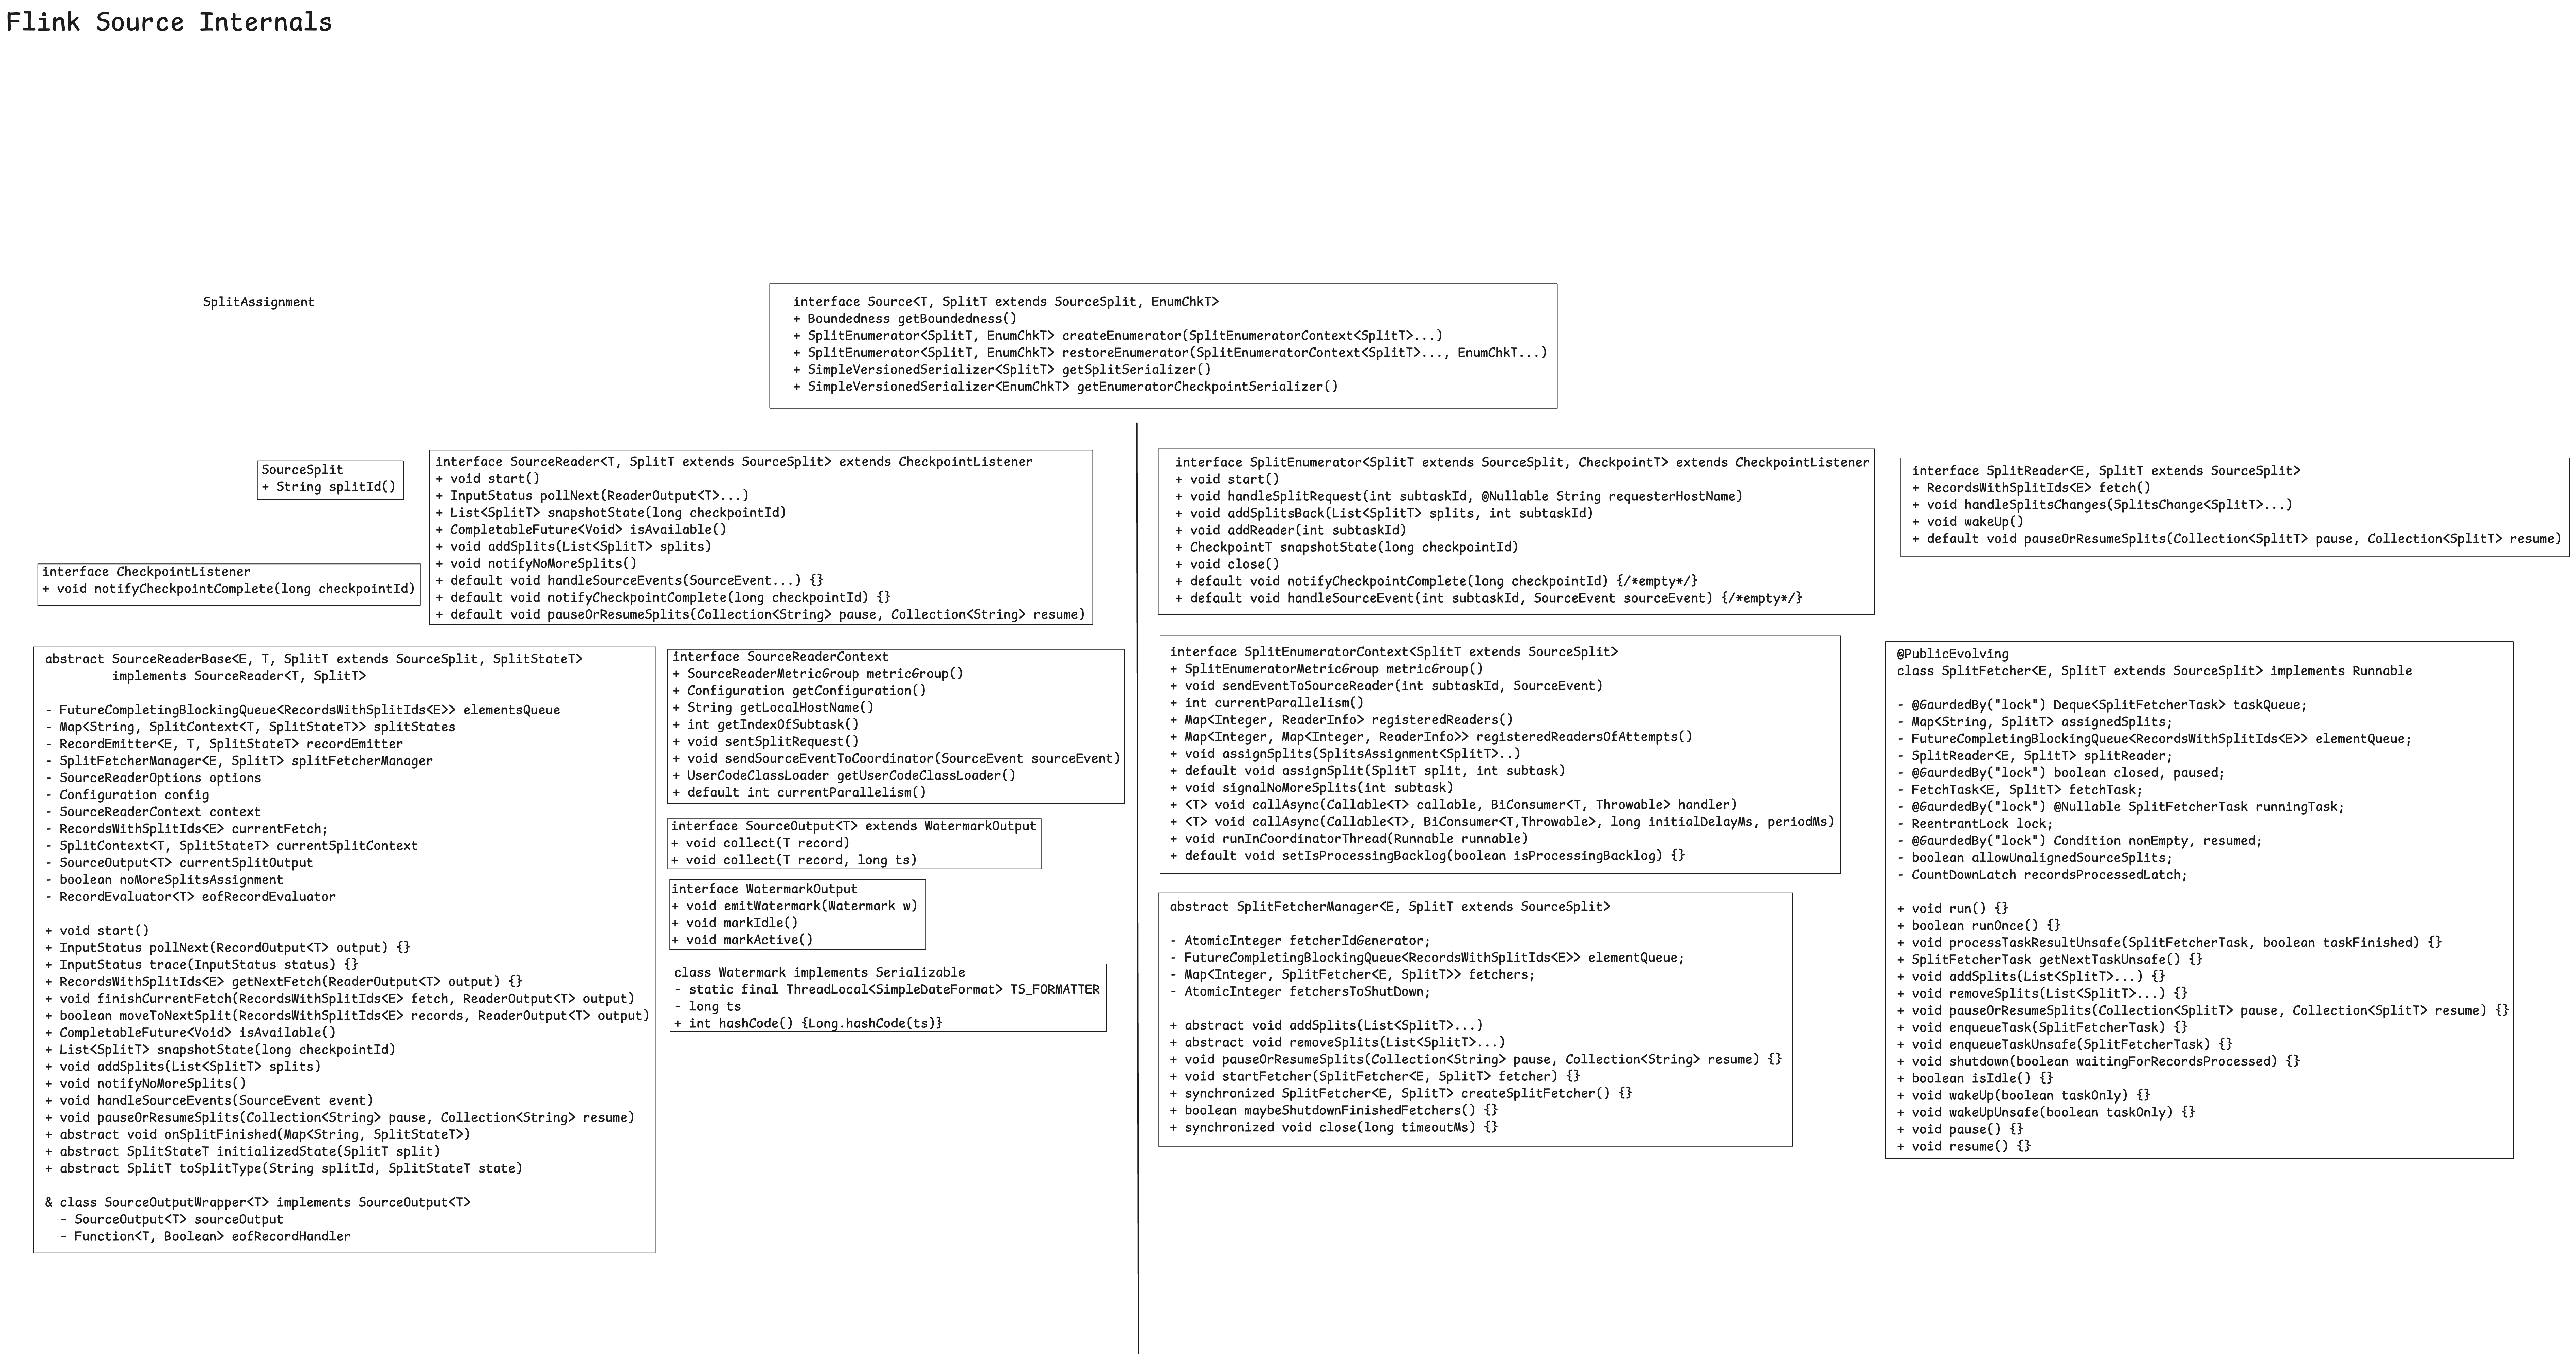 Flink Source Internals
SplitAssignment
interface Source<T, SplitT extends SourceSplit, EnumChkT>
+ Boundedness getBoundedness()
+ SplitEnumerator<SplitT, EnumChkT> createEnumerator(SplitEnumeratorContext<SplitT>...)
+ SplitEnumerator<SplitT, EnumChkT> restoreEnumerator(SplitEnumeratorContext<SplitT>..., EnumChkT...)
+ SimpleVersionedSerializer<SplitT> getSplitSerializer()
+ SimpleVersionedSerializer<EnumChkT> getEnumeratorCheckpointSerializer()
SourceSplit
+ String splitId()
interface CheckpointListener
+ void notifyCheckpointComplete(long checkpointId)
interface SourceReader<T, SplitT extends SourceSplit> extends CheckpointListener
+ void start()
+ InputStatus pollNext(ReaderOutput<T>...)
+ List<SplitT> snapshotState(long checkpointId)
+ CompletableFuture<Void> isAvailable()
+ void addSplits(List<SplitT> splits)
+ void notifyNoMoreSplits()
+ default void handleSourceEvents(SourceEvent...) {}
+ default void notifyCheckpointComplete(long checkpointId) {}
+ default void pauseOrResumeSplits(Collection<String> pause, Collection<String> resume)
interface SplitEnumerator<SplitT extends SourceSplit, CheckpointT> extends CheckpointListener
+ void start()
+ void handleSplitRequest(int subtaskId, @Nullable String requesterHostName)
+ void addSplitsBack(List<SplitT> splits, int subtaskId)
+ void addReader(int subtaskId)
+ CheckpointT snapshotState(long checkpointId)
+ void close()
+ default void notifyCheckpointComplete(long checkpointId) {/*empty*/}
+ default void handleSourceEvent(int subtaskId, SourceEvent sourceEvent) {/*empty*/}
interface SplitReader<E, SplitT extends SourceSplit>
+ RecordsWithSplitIds<E> fetch()
+ void handleSplitsChanges(SplitsChange<SplitT>...)
+ void wakeUp()
+ default void pauseOrResumeSplits(Collection<SplitT> pause, Collection<SplitT> resume)
abstract SourceReaderBase<E, T, SplitT extends SourceSplit, SplitStateT>
implements SourceReader<T, SplitT>
- FutureCompletingBlockingQueue<RecordsWithSplitIds<E>> elementsQueue
- Map<String, SplitContext<T, SplitStateT>> splitStates
- RecordEmitter<E, T, SplitStateT> recordEmitter
- SplitFetcherManager<E, SplitT> splitFetcherManager
- SourceReaderOptions options
- Configuration config
- SourceReaderContext context
- RecordsWithSplitIds<E> currentFetch;
- SplitContext<T, SplitStateT> currentSplitContext
- SourceOutput<T> currentSplitOutput
- boolean noMoreSplitsAssignment
- RecordEvaluator<T> eofRecordEvaluator
+ void start()
+ InputStatus pollNext(RecordOutput<T> output) {}
+ InputStatus trace(InputStatus status) {}
+ RecordsWithSplitIds<E> getNextFetch(ReaderOutput<T> output) {}
+ void finishCurrentFetch(RecordsWithSplitIds<E> fetch, ReaderOutput<T> output)
+ boolean moveToNextSplit(RecordsWithSplitIds<E> records, ReaderOutput<T> output)
+ CompletableFuture<Void> isAvailable()
+ List<SplitT> snapshotState(long checkpointId)
+ void addSplits(List<SplitT> splits)
+ void notifyNoMoreSplits()
+ void handleSourceEvents(SourceEvent event)
+ void pauseOrResumeSplits(Collection<String> pause, Collection<String> resume)
+ abstract void onSplitFinished(Map<String, SplitStateT>)
+ abstract SplitStateT initializedState(SplitT split)
+ abstract SplitT toSplitType(String splitId, SplitStateT state)
& class SourceOutputWrapper<T> implements SourceOutput<T>
- SourceOutput<T> sourceOutput
- Function<T, Boolean> eofRecordHandler
interface SourceReaderContext
+ SourceReaderMetricGroup metricGroup()
+ Configuration getConfiguration()
+ String getLocalHostName()
+ int getIndexOfSubtask()
+ void sentSplitRequest()
+ void sendSourceEventToCoordinator(SourceEvent sourceEvent)
+ UserCodeClassLoader getUserCodeClassLoader()
+ default int currentParallelism()
interface SourceOutput<T> extends WatermarkOutput
+ void collect(T record)
+ void collect(T record, long ts)
interface WatermarkOutput
+ void emitWatermark(Watermark w)
+ void markIdle()
+ void markActive()
class Watermark implements Serializable
- static final ThreadLocal<SimpleDateFormat> TS_FORMATTER
- long ts
+ int hashCode() {Long.hashCode(ts)}
interface SplitEnumeratorContext<SplitT extends SourceSplit>
+ SplitEnumeratorMetricGroup metricGroup()
+ void sendEventToSourceReader(int subtaskId, SourceEvent)
+ int currentParallelism()
+ Map<Integer, ReaderInfo> registeredReaders()
+ Map<Integer, Map<Integer, ReaderInfo>> registeredReadersOfAttempts()
+ void assignSplits(SplitsAssignment<SplitT>..)
+ default void assignSplit(SplitT split, int subtask)
+ void signalNoMoreSplits(int subtask)
+ <T> void callAsync(Callable<T> callable, BiConsumer<T, Throwable> handler)
+ <T> void callAsync(Callable<T>, BiConsumer<T,Throwable>, long initialDelayMs, periodMs)
+ void runInCoordinatorThread(Runnable runnable)
+ default void setIsProcessingBacklog(boolean isProcessingBacklog) {}
abstract SplitFetcherManager<E, SplitT extends SourceSplit>
- AtomicInteger fetcherIdGenerator;
- FutureCompletingBlockingQueue<RecordsWithSplitIds<E>> elementQueue;
- Map<Integer, SplitFetcher<E, SplitT>> fetchers;
- AtomicInteger fetchersToShutDown;
+ abstract void addSplits(List<SplitT>...)
+ abstract void removeSplits(List<SplitT>...)
+ void pauseOrResumeSplits(Collection<String> pause, Collection<String> resume) {}
+ void startFetcher(SplitFetcher<E, SplitT> fetcher) {}
+ synchronized SplitFetcher<E, SplitT> createSplitFetcher() {}
+ boolean maybeShutdownFinishedFetchers() {}
+ synchronized void close(long timeoutMs) {}
@PublicEvolving
class SplitFetcher<E, SplitT extends SourceSplit> implements Runnable
- @GaurdedBy("lock") Deque<SplitFetcherTask> taskQueue;
- Map<String, SplitT> assignedSplits;
- FutureCompletingBlockingQueue<RecordsWithSplitIds<E>> elementQueue;
- SplitReader<E, SplitT> splitReader;
- @GaurdedBy("lock") boolean closed, paused;
- FetchTask<E, SplitT> fetchTask;
- @GaurdedBy("lock") @Nullable SplitFetcherTask runningTask;
- ReentrantLock lock;
- @GaurdedBy("lock") Condition nonEmpty, resumed;
- boolean allowUnalignedSourceSplits;
- CountDownLatch recordsProcessedLatch;
+ void run() {}
+ boolean runOnce() {}
+ void processTaskResultUnsafe(SplitFetcherTask, boolean taskFinished) {}
+ SplitFetcherTask getNextTaskUnsafe() {}
+ void addSplits(List<SplitT>...) {}
+ void removeSplits(List<SplitT>...) {}
+ void pauseOrResumeSplits(Collection<SplitT> pause, Collection<SplitT> resume) {}
+ void enqueueTask(SplitFetcherTask) {}
+ void enqueueTaskUnsafe(SplitFetcherTask) {}
+ void shutdown(boolean waitingForRecordsProcessed) {}
+ boolean isIdle() {}
+ void wakeUp(boolean taskOnly) {}
+ void wakeUpUnsafe(boolean taskOnly) {}
+ void pause() {}
+ void resume() {}